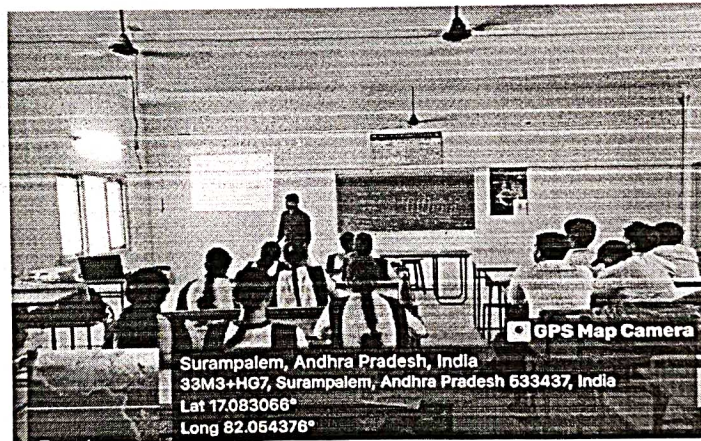 GPS Map Camera
Surampalem, Andhra Pradesh, India
33M3+HG7, Surampalem, Andhra Pradesh 533437, India
Lat 17.083066°
Long 82.054376°